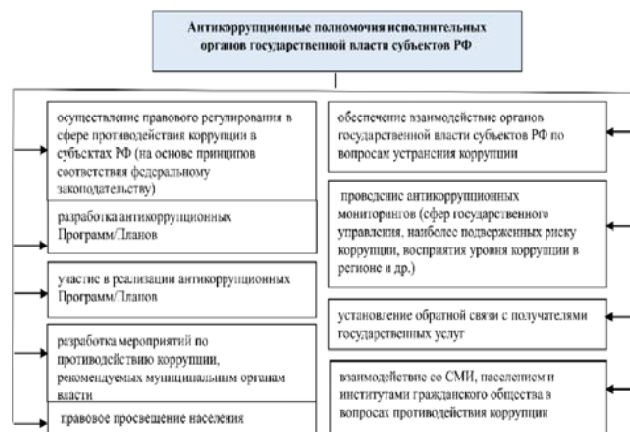 Антикоррупционные полномочия исполнительных
органов государственной власти субъектов РФ
осуществление правового регулирования в
сфере противодействия коррупции в
субъектах РФ (на основе принципов
соответствия федеральному
законодательству)
разработка антикоррупционных
Программ/Планов
участие в реализации антикоррупционных
Программ/Планов
разработка мероприятий по
противодействию коррупции,
рекомендуемых муниципальным органам
власти
правовое просвещение населения
обеспечение взаимодействие органов
государственной власти субъектов РФ по
вопросам устранения коррупции
проведение антикоррупционных
мониторингов (сфер государственного
управления, наиболее подверженных риску
коррупции, восприятия уровня коррупции в
регионе и др.)
установление обратной связи с получателями
государственных услуг
взаимодействие со СМИ, населением и
институтами гражданского общества в
вопросах противодействия коррупции